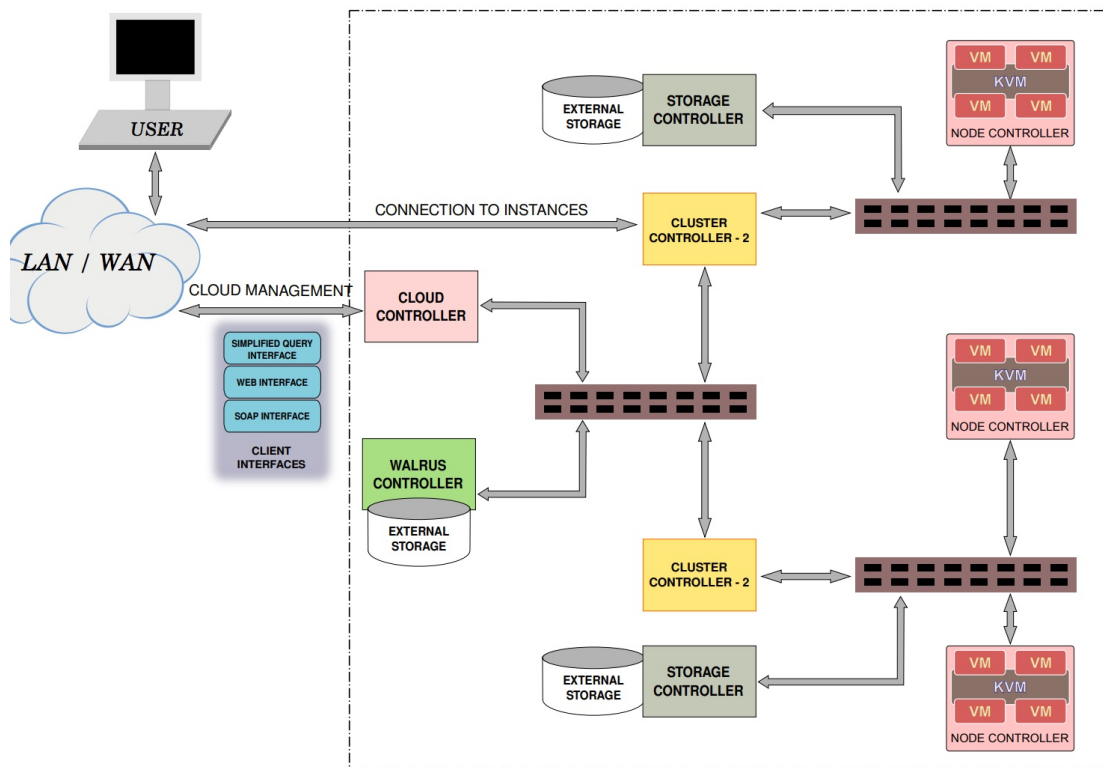 USER
LAN / WAN
CONNECTION TO INSTANCES
CLOUD MANAGEMENT
SIMPLIFIED QUERY
INTERFACE
WEB INTERFACE
SOAP INTERFACE
CLIENT
INTERFACES
CLOUD
CONTROLLER
WALRUS
CONTROLLER
EXTERNAL
STORAGE
EXTERNAL
STORAGE
STORAGE
CONTROLLER
CLUSTER
CONTROLLER - 2
CLUSTER
CONTROLLER - 2
EXTERNAL
STORAGE
STORAGE
CONTROLLER
VM VM
KVM
VM VM
NODE CONTROLLER
VM VM
KVM
VM VM
NODE CONTROLLER
VM VM
KVM
VM VM
NODE CONTROLLER